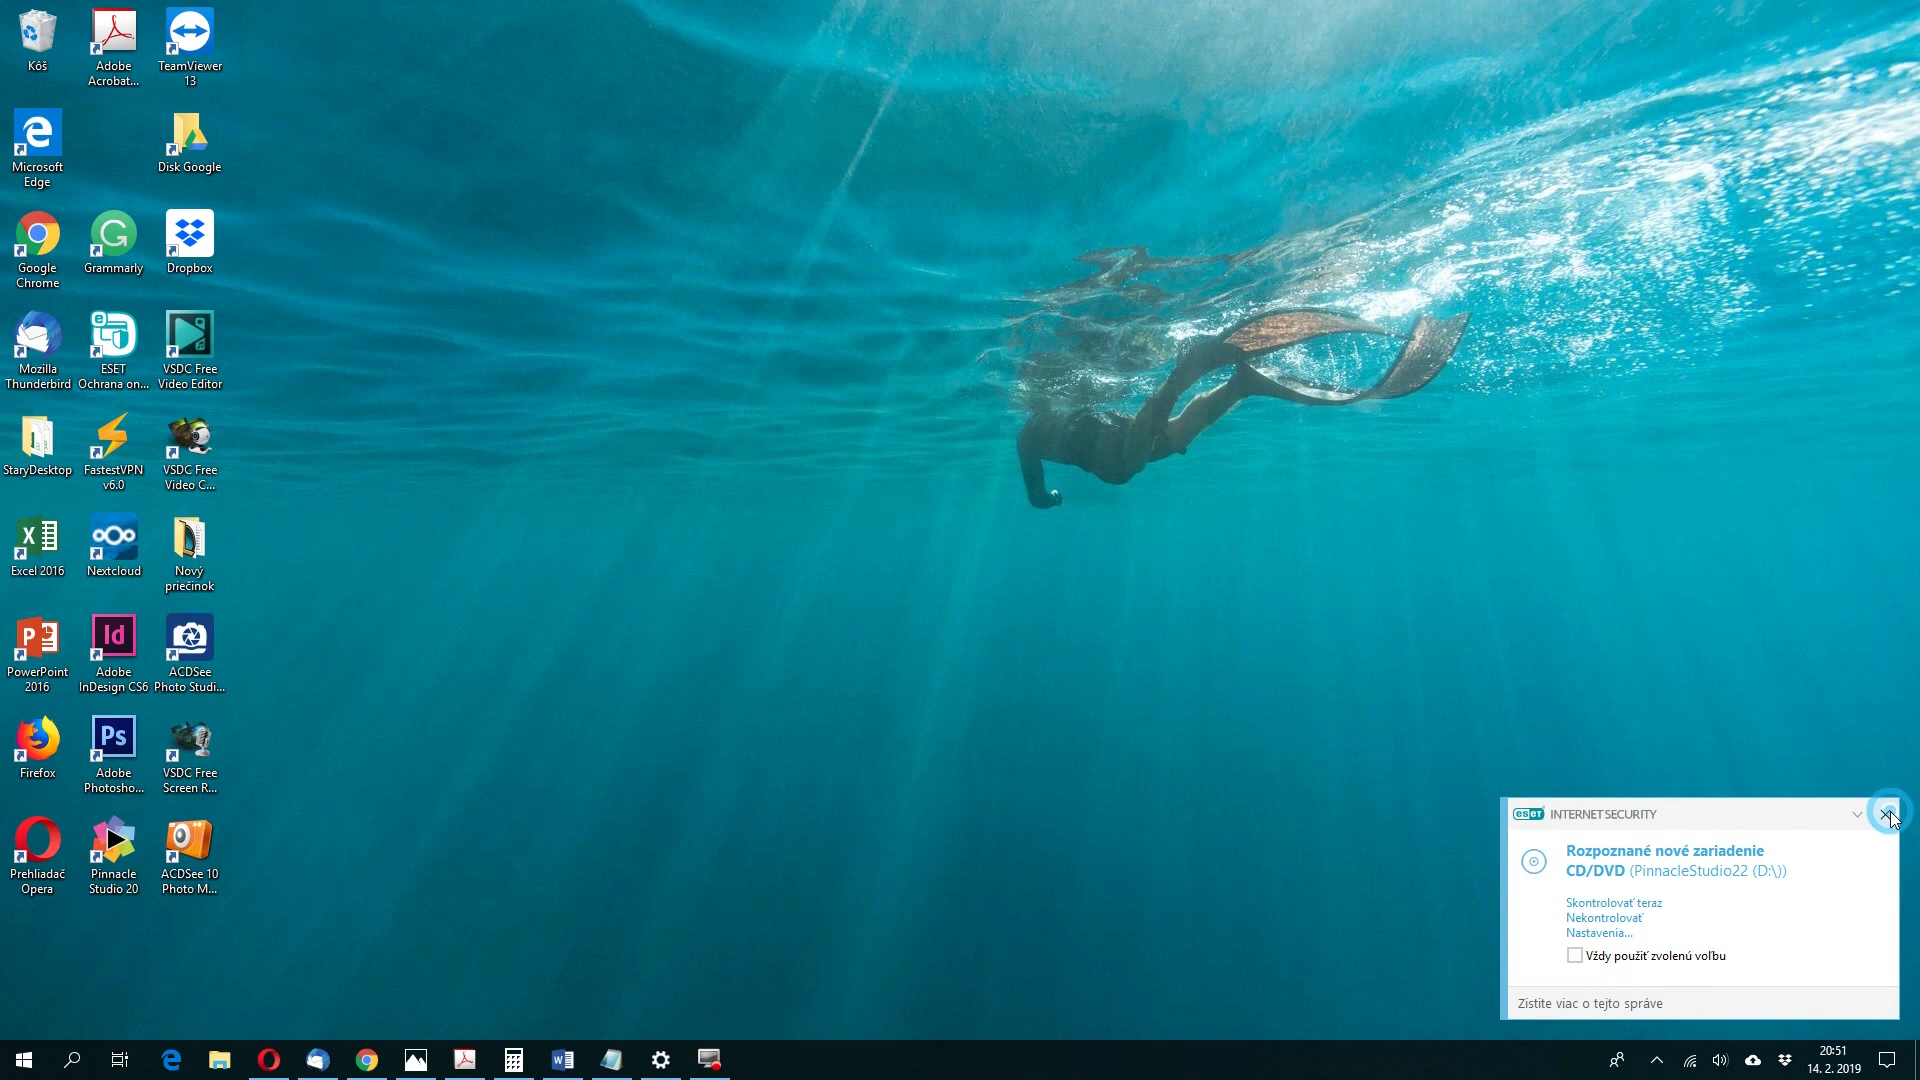 Kôš
Adobe
Acrobat...
TeamViewer
13
Microsoft
Edge
Disk Google
Google
Chrome
Grammarly
Dropbox
Mozilla
Thunderbird
ESET
Ochrana on...
VSDC Free
Video Editor
StaryDesktop
FastestVPN
v6.0
VSDC Free
Video C...
Excel 2016
Nextcloud
Nový
priečinok
PowerPoint
2016
Adobe
InDesign CS6
ACDSee
Photo Studi...
Firefox
Adobe
Photosho...
VSDC Free
Screen R...
Prehliadač
Opera
Pinnacle
Studio 20
ACDSee 10
Photo M...
eset INTERNET SECURITY
Rozpoznané nové zariadenie
CD/DVD (PinnacleStudio22 (D:\))
Skontrolovať teraz
Nekontrolovať
Nastavenia...
Vždy použiť zvolenú voľbu
Zistite viac o tejto správe
20:51
14. 2. 2019